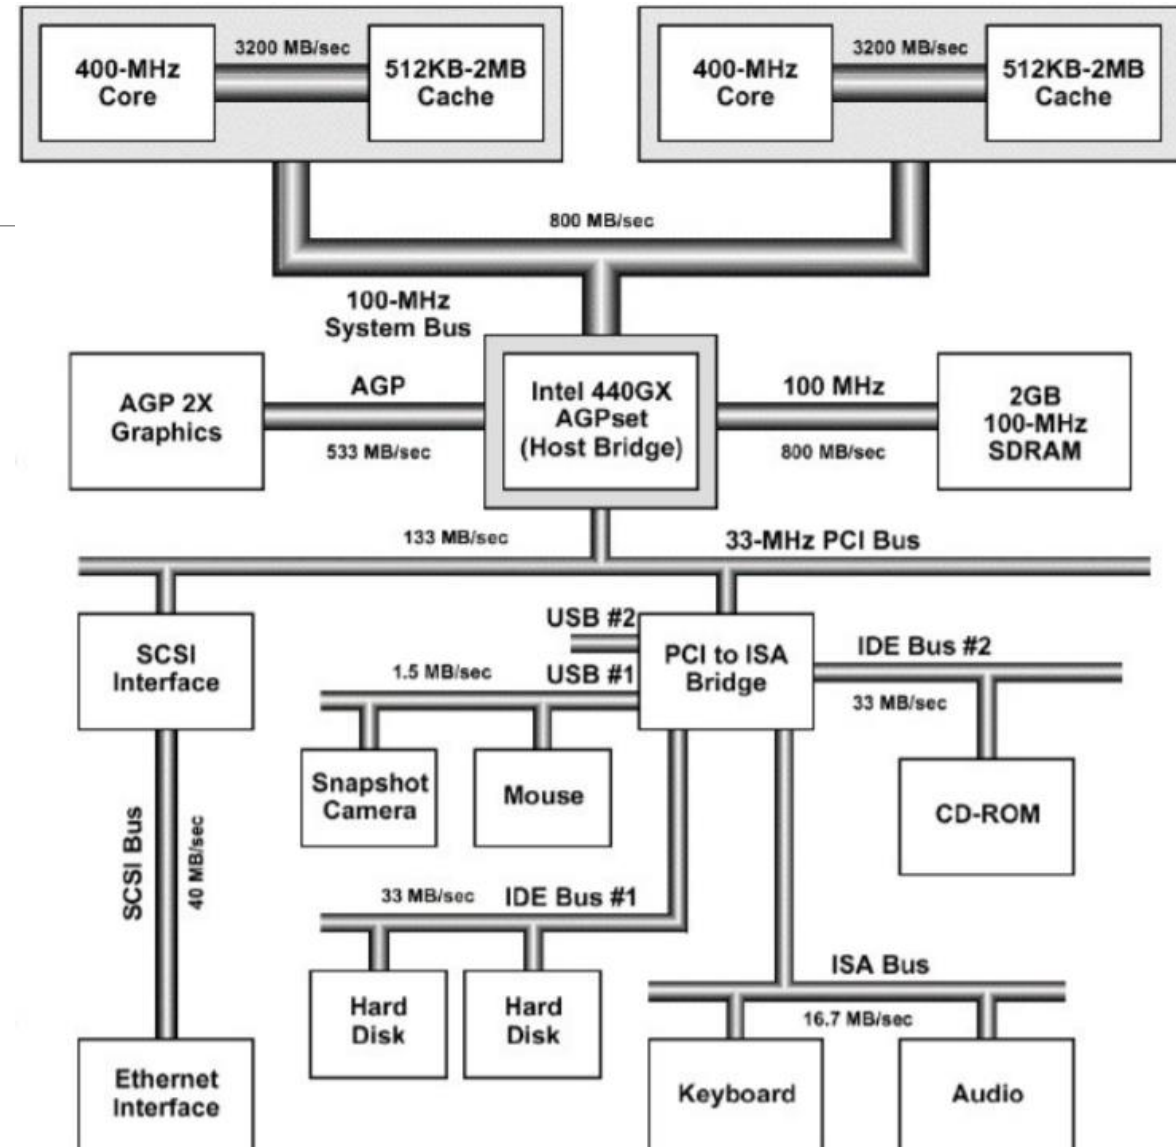 3200 MB/sec
400-MHz
Core
512KB-2MB
Cache
3200 MB/sec
400-MHz
Core
512KB-2MB
Cache
800 MB/sec
100-MHz
System Bus
AGP 2X
Graphics
AGP
533 MB/sec
Intel 440GX
AGPset
(Host Bridge)
100 MHz
800 MB/sec
2GB
100-MHz
SDRAM
133 MB/sec
33-MHz PCI Bus
SCSI
Interface
USB #2
1.5 MB/sec
USB #1
PCI to ISA
Bridge
IDE Bus #2
33 MB/sec
Snapshot
Camera
Mouse
CD-ROM
SCSI Bus
40 MB/sec
33 MB/sec
IDE Bus #1
Hard
Disk
Hard
Disk
ISA Bus
16.7 MB/sec
Ethernet
Interface
Keyboard
Audio